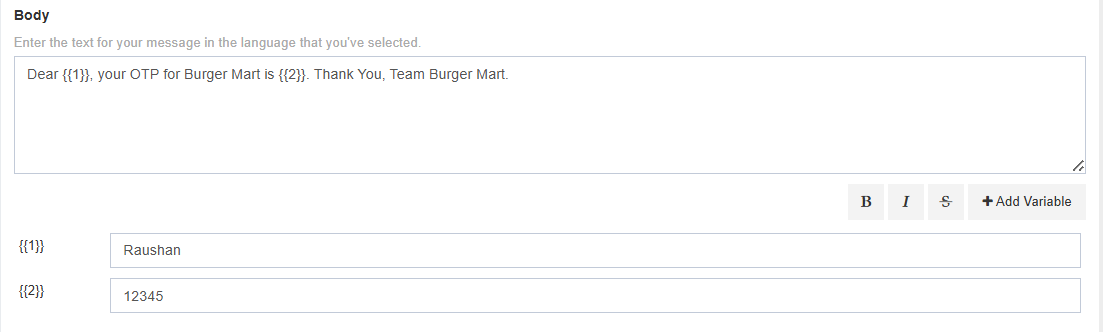 Body
Enter the text for your message in the language that you've selected.
Dear {{1}}, your OTP for Burger Mart is {{2}}. Thank You, Team Burger Mart.
B I S + Add Variable
{{1}} Raushan
{{2}} 12345